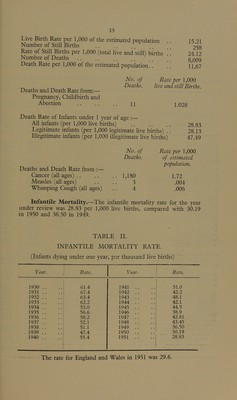 13
Live Birth Rate per 1,000 of the estimated population .. 15.21
Number of Still Births .. 258
Rate of Still Births per 1,000 (total live and still) births .. 24.12
Number of Deaths .. 8,009
Death Rate per 1,000 of the estimated population .. 11.67
No. of Rate per 1,000
Deaths. live and still Births.
Deaths and Death Rate from:—
Pregnancy, Childbirth and
Abortion .. .. 11 1.028
Death Rate of Infants under 1 year of age:—
All infants (per 1,000 live births) .. 28.83
Legitimate infants (per 1,000 legitimate live births) .. 28.13
Illegitimate infants (per 1,000 illegitimate live births) 47.49
No. of Rate per 1,000
Deaths. of estimated
population.
Deaths and Death Rate from:—
Cancer (all ages) .. .. 1,180 1.72
Measles (all ages) .. 3 .004
Whooping Cough (all ages) .. 4 .006
Infantile Mortality.—The infantile mortality rate for the year
under review was 28.83 per 1,000 live births, compared with 30.19
in 1950 and 36.50 in 1949.
TABLE II.
INFANTILE MORTALITY RATE.
(Infants dying under one year, per thousand live births)
Year. Rate. Year. Rate.
1930 .. 61.4 1941 .. 51.0
1931 .. 67.4 1942 .. 42.2
1932 .. 63.4 1943 .. 48.1
1933 .. 62.2 1944 .. 42.1
1934 .. 53.0 1945 .. 44.5
1935 .. 56.6 1946 .. 38.9
1936 .. 58.2 1947 .. 42.81
1937 .. 52.1 1948 .. 43.45
1938 .. 51.1 1949 .. 36.50
1939 .. 47.4 1950 .. 30.19
1940 .. 55.4 1951 .. 28.83
The rate for England and Wales in 1951 was 29.6.